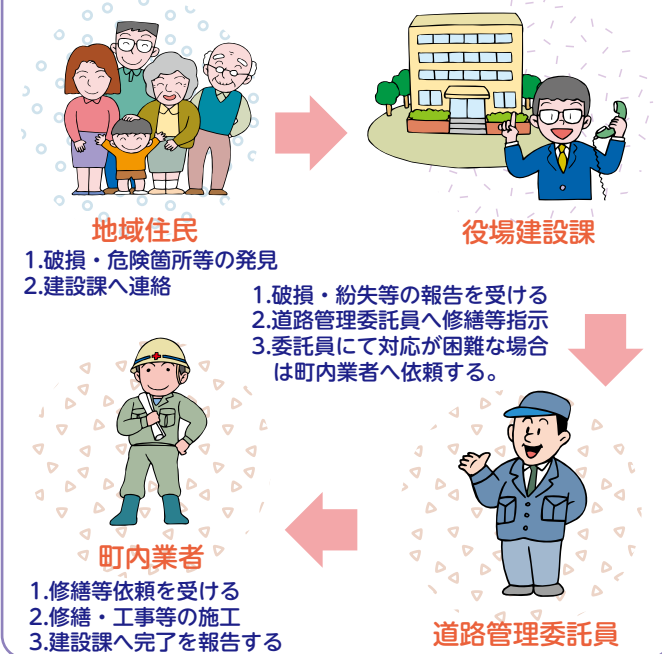 地域住民
1.破損・危険箇所等の発見
2.建設課へ連絡
役場建設課
1.破損・紛失等の報告を受ける
2.道路管理委託員へ修繕等指示
3.委託員にて対応が困難な場合
は町内業者へ依頼する。
道路管理委託員
町内業者
1.修繕等依頼を受ける
2.修繕・工事等の施工
3.建設課へ完了を報告する